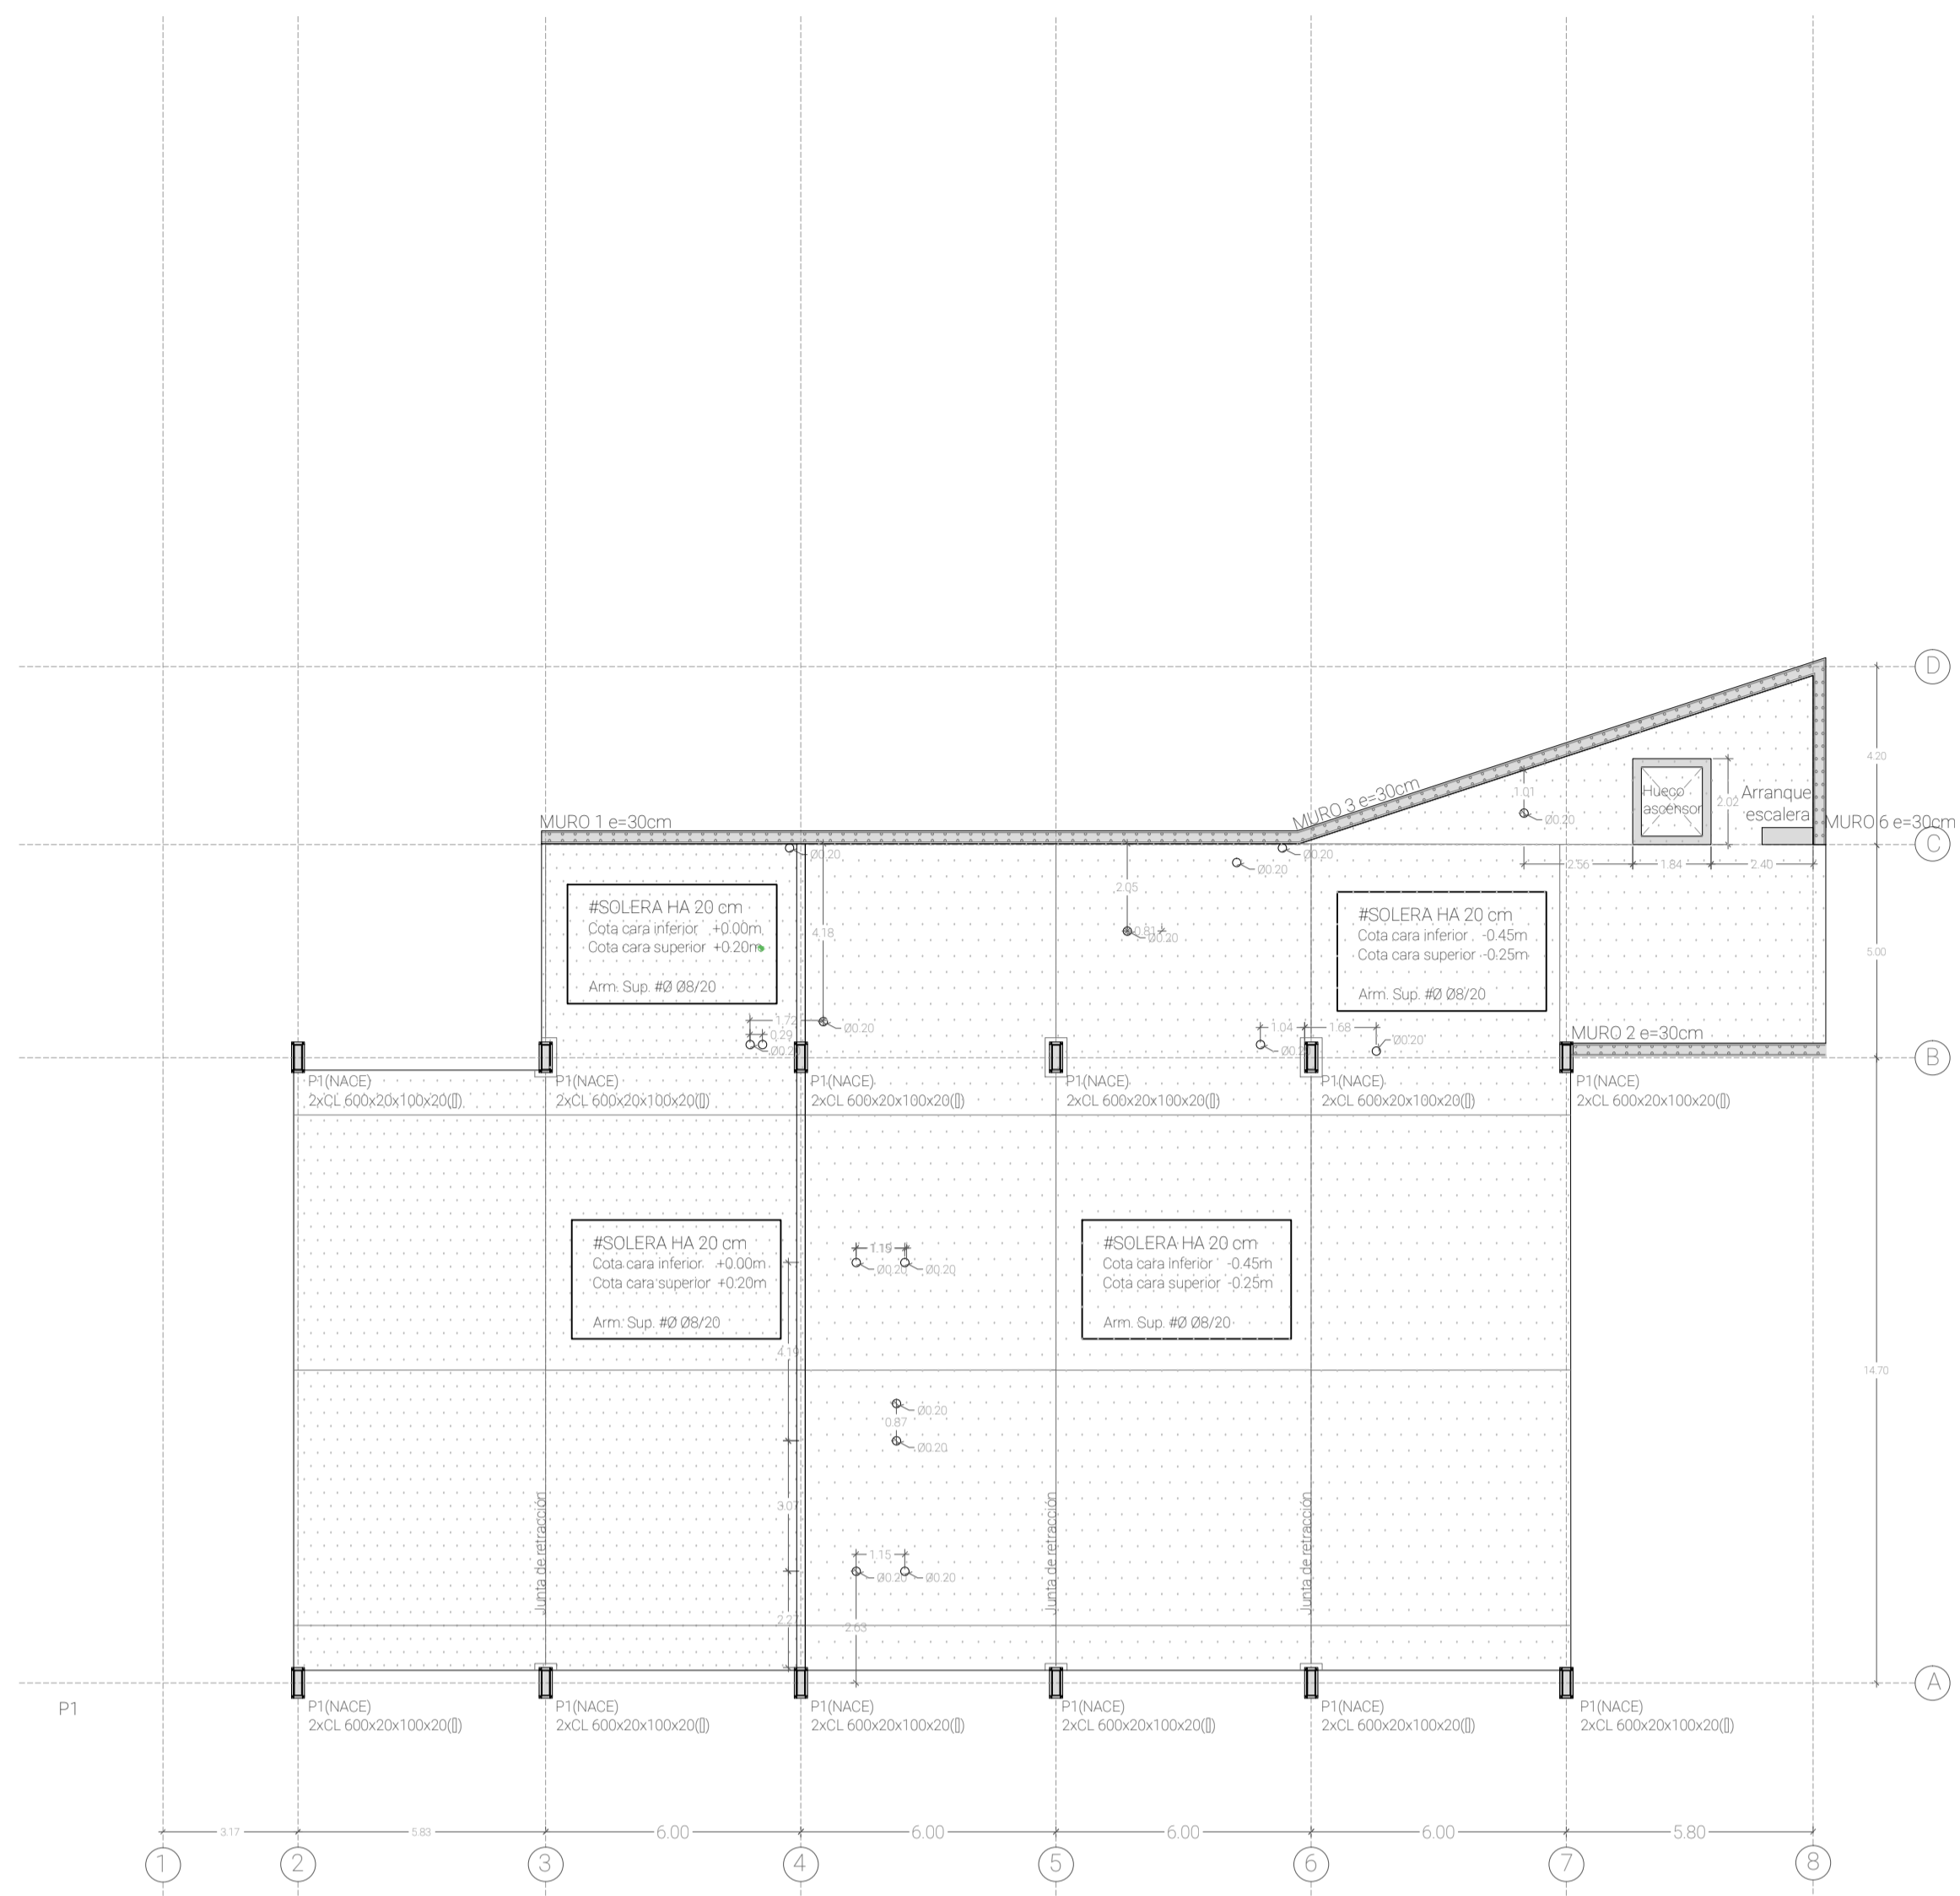 D
4.20
MURO 3 e=30cm
1.01
Ø0.20
Hueco
ascensor
2.02
Arranque
escalera
MURO 1 e=30cm
MURO 6 e=30cm
C
Ø0.20
Ø0.20
Ø0.20
2.56
1.84
2.40
2.05
0.81
Ø0.20
4.18
#SOLERA HA 20 cm
Cota cara inferior +0.00m
Cota cara superior +0.20m
Arm. Sup. #Ø Ø8/20
#SOLERA HA 20 cm
Cota cara inferior -0.45m
Cota cara superior -0.25m
Arm. Sup. #Ø Ø8/20
5.00
1.72
0.29
Ø0.20
1.04
1.68
Ø0.20
MURO 2 e=30cm
B
P1(NACE)
2xCL 600x20x100x20([])
P1(NACE)
2xCL 600x20x100x20([])
P1(NACE)
2xCL 600x20x100x20([])
P1(NACE)
2xCL 600x20x100x20([])
P1(NACE)
2xCL 600x20x100x20([])
P1(NACE)
2xCL 600x20x100x20([])
#SOLERA HA 20 cm
Cota cara inferior +0.00m
Cota cara superior +0.20m
Arm. Sup. #Ø Ø8/20
1.19
Ø0.20
Ø0.20
#SOLERA HA 20 cm
Cota cara inferior -0.45m
Cota cara superior -0.25m
Arm. Sup. #Ø Ø8/20
4.19
14.70
Ø0.20
0.87
Ø0.20
3.07
Junta de retracción
Junta de retracción
Junta de retracción
1.15
Ø0.20
Ø0.20
2.63
A
P1
P1(NACE)
2xCL 600x20x100x20([])
P1(NACE)
2xCL 600x20x100x20([])
P1(NACE)
2xCL 600x20x100x20([])
P1(NACE)
2xCL 600x20x100x20([])
P1(NACE)
2xCL 600x20x100x20([])
P1(NACE)
2xCL 600x20x100x20([])
3.17
5.83
6.00
6.00
6.00
6.00
5.80
1
2
3
4
5
6
7
8